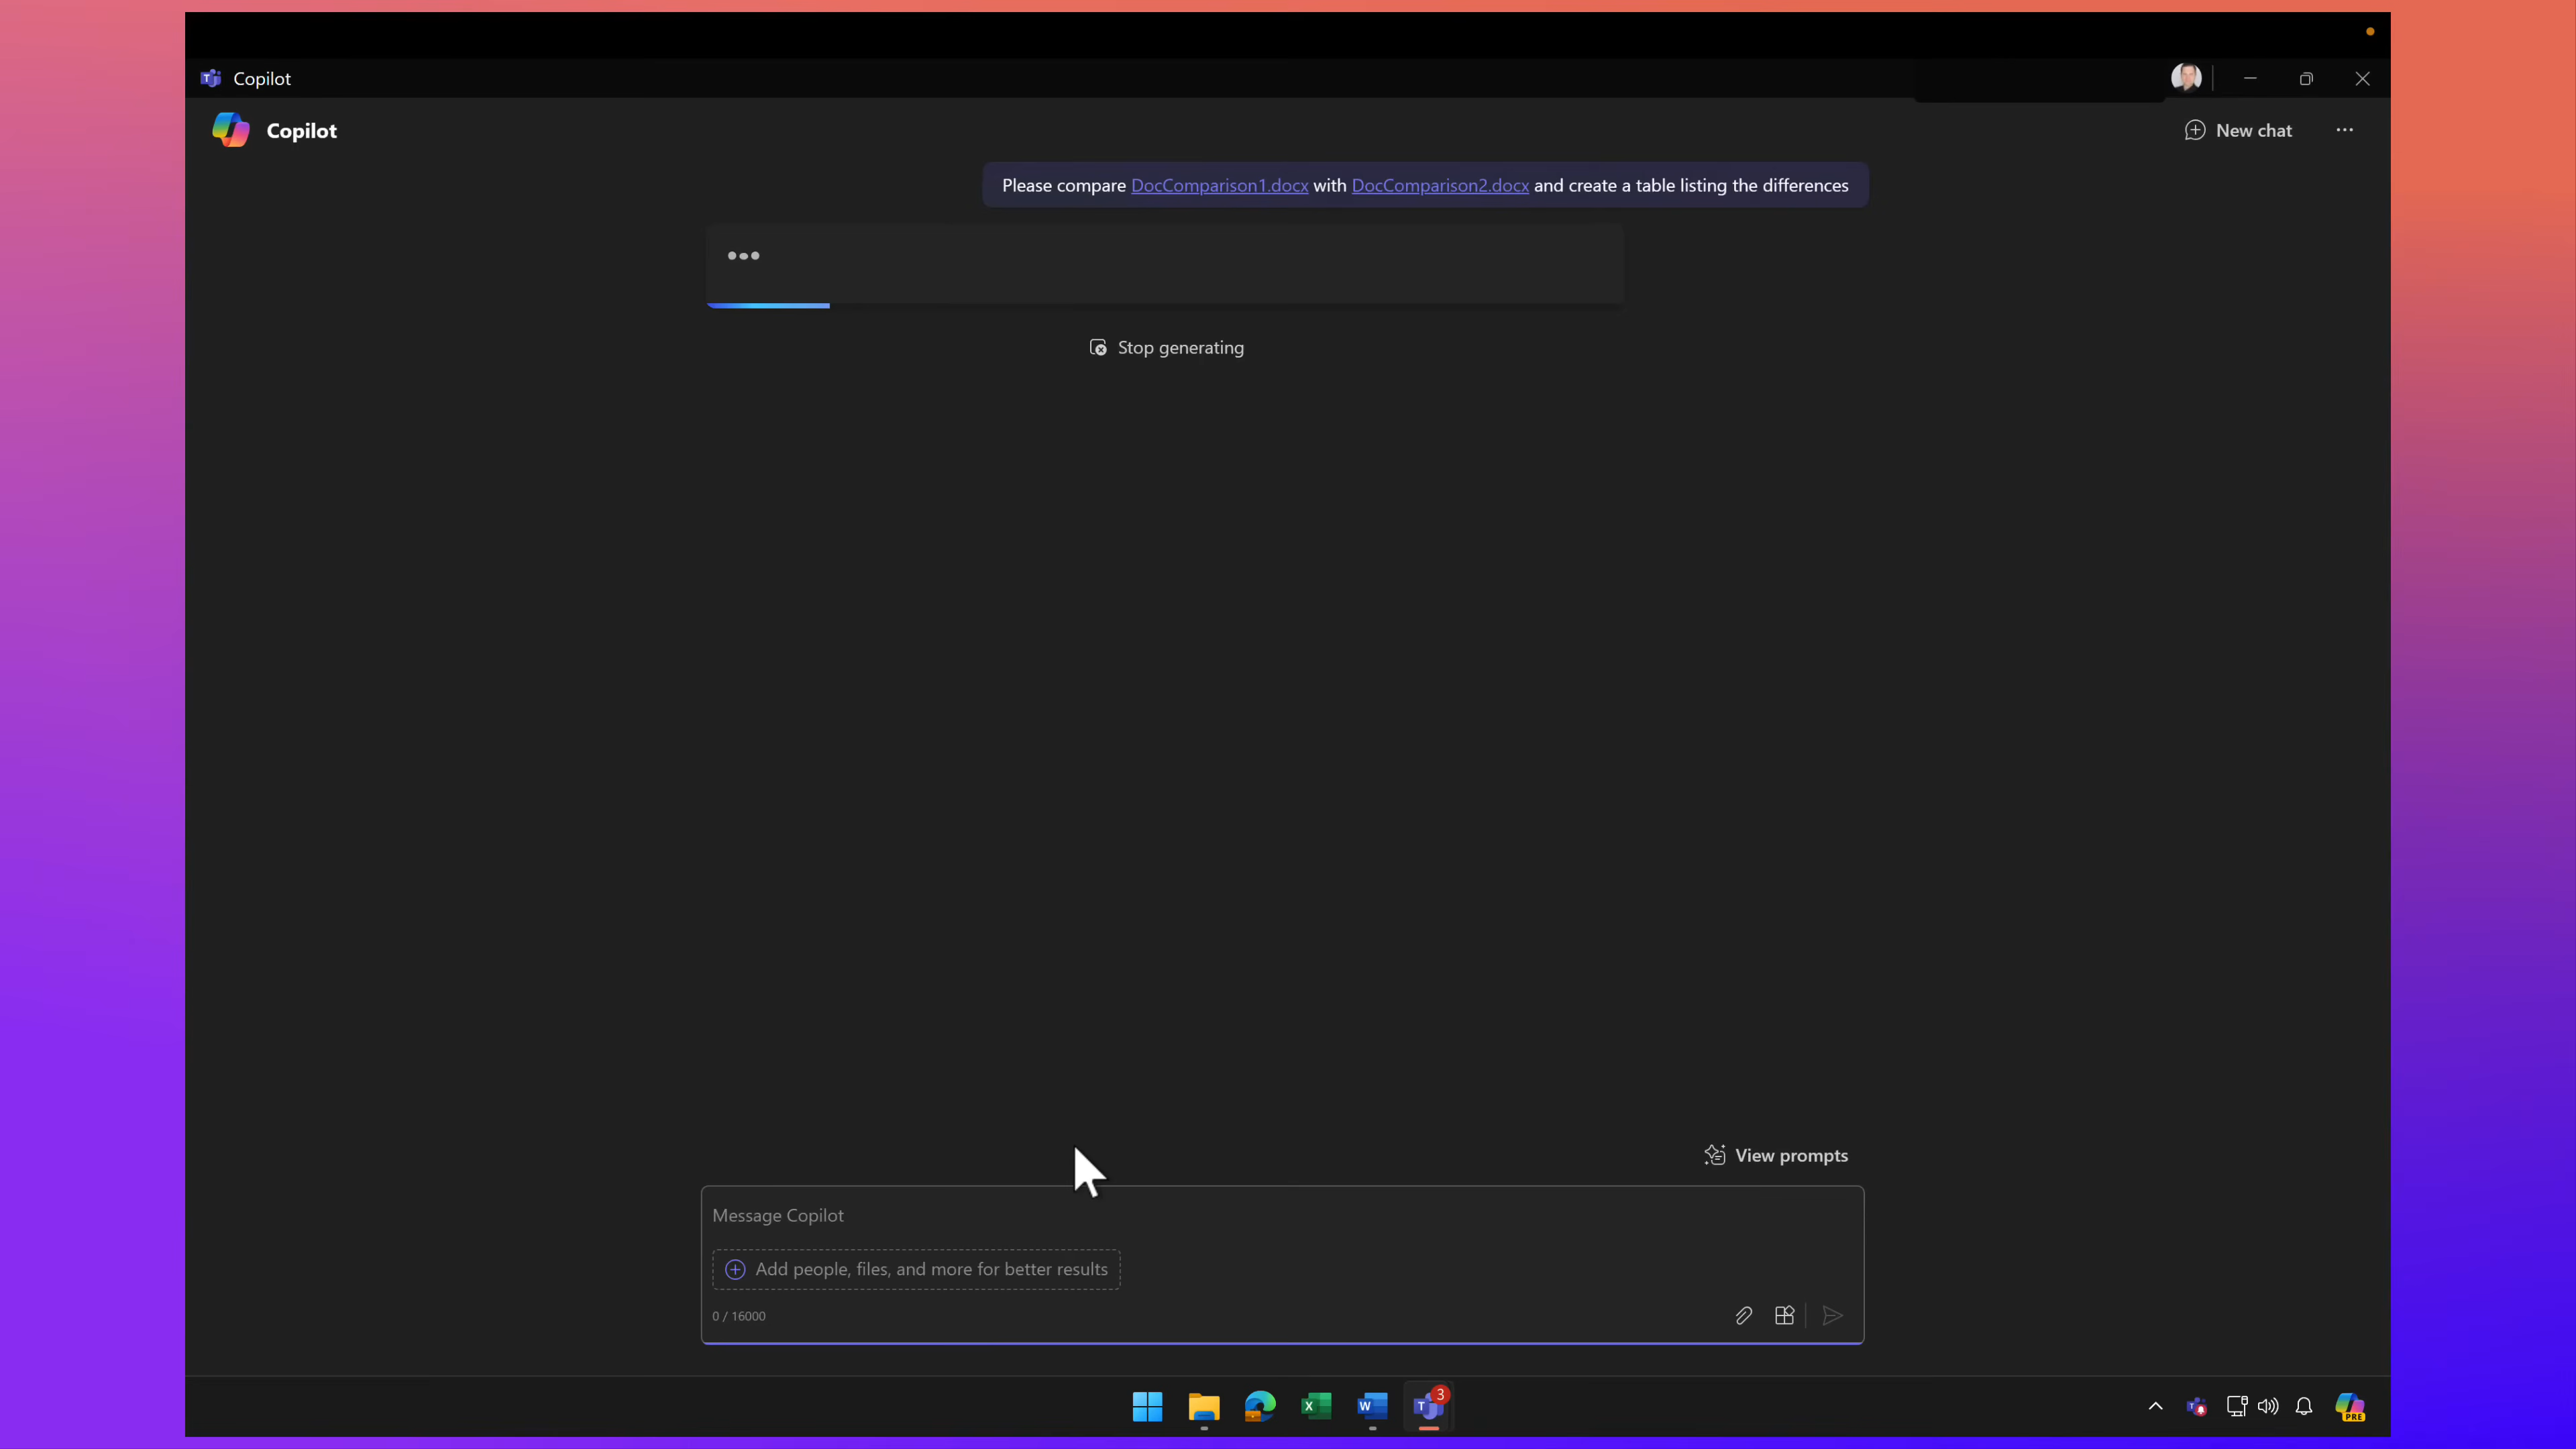 Copilot
Copilot
New chat
Please compare DocComparison1.docx with DocComparison2.docx and create a table listing the differences
Stop generating
View prompts
Message Copilot
Add people, files, and more for better results
0 / 16000
3
PRE